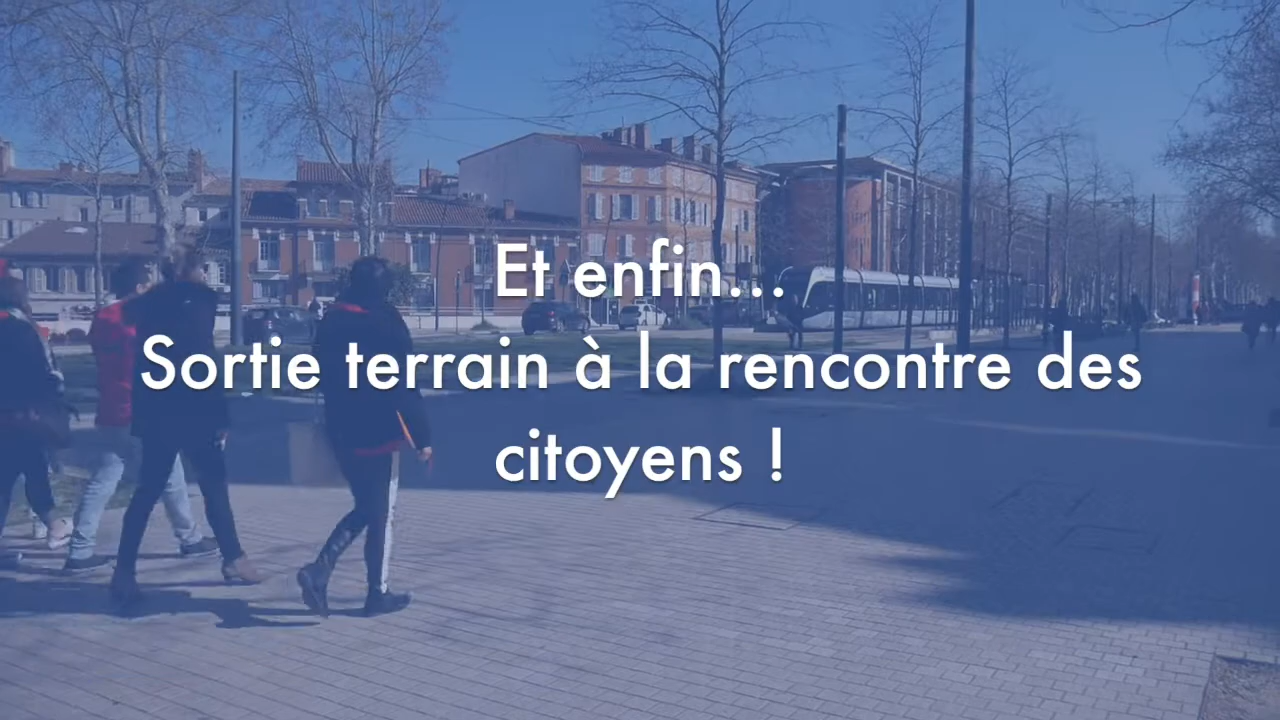 Et enfin...
Sortie terrain à la rencontre des
citoyens !